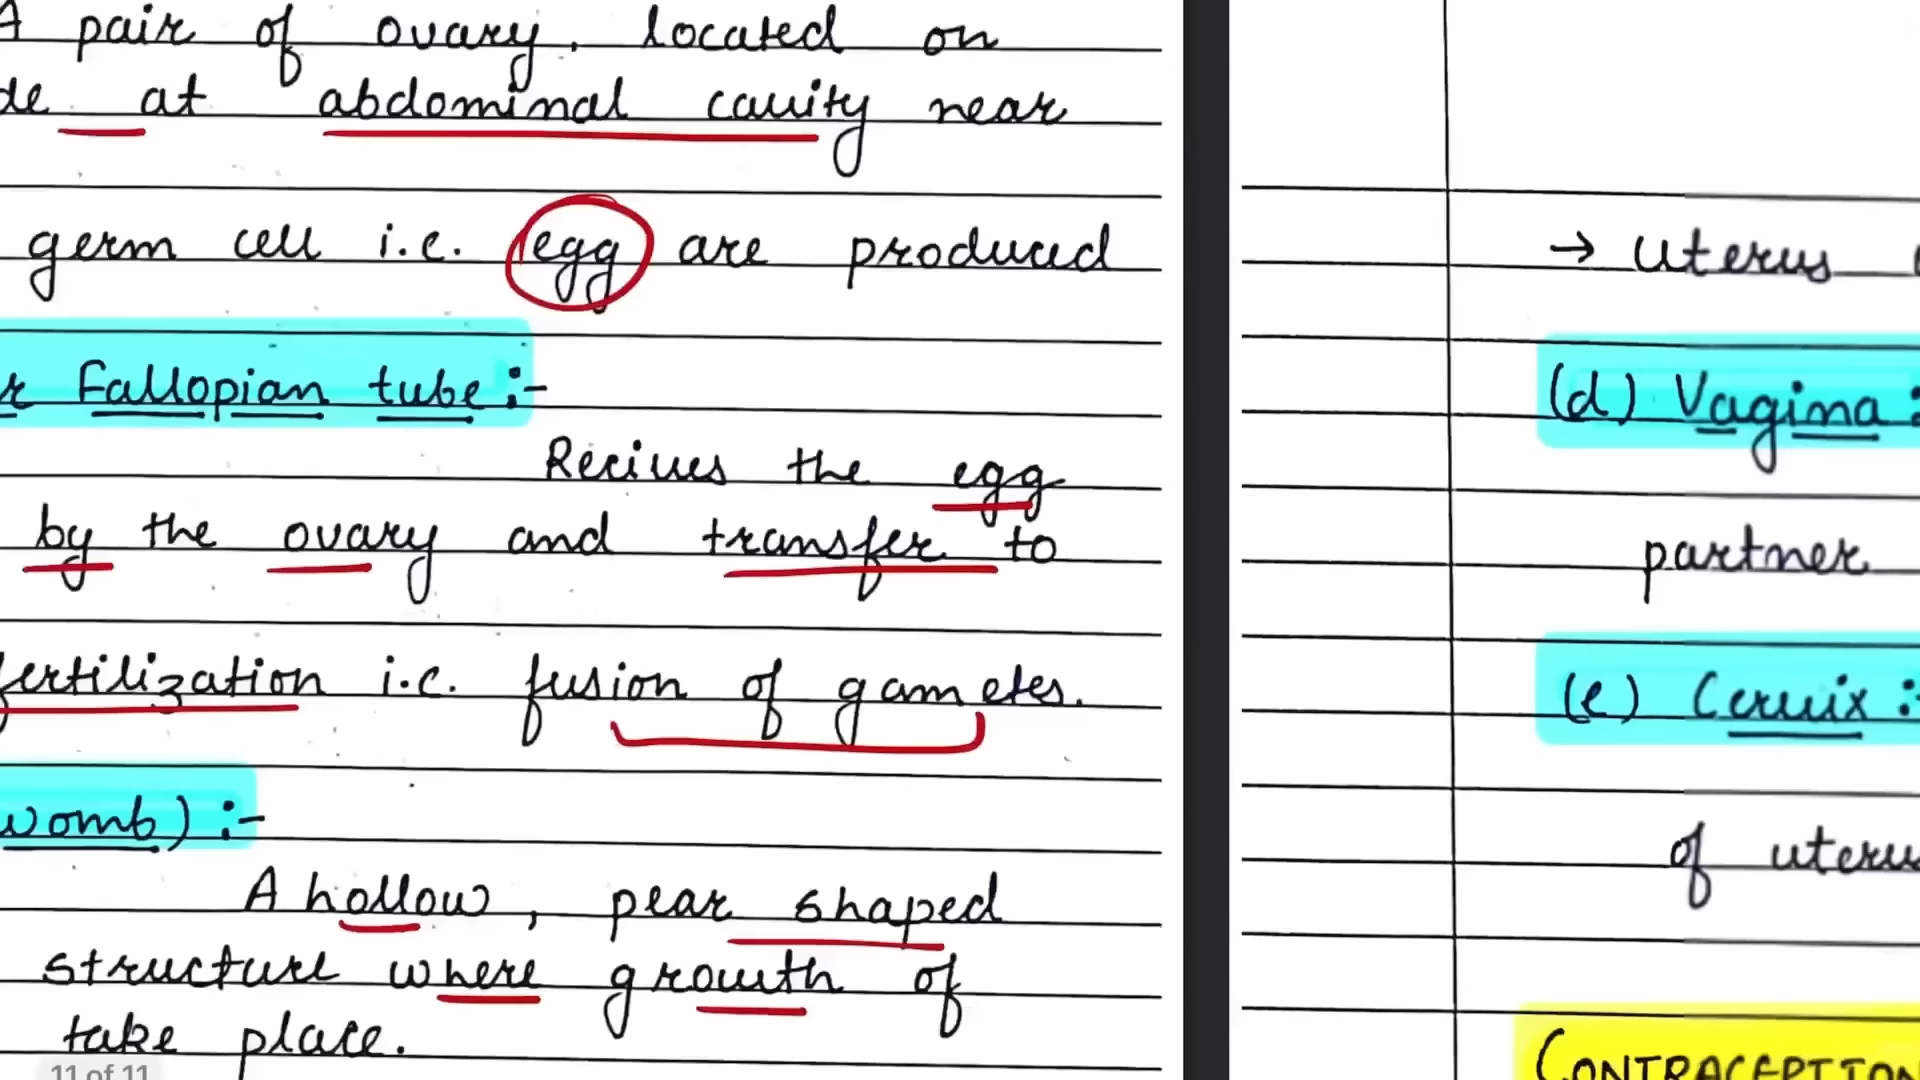 A pair of ovary, located on
de at abdominal cavity near
germ cell i.e. egg are produced
r Fallopian tube :-
Recives the egg
by the ovary and transfer to
fertilization i.e. fusion of gametes.
womb) :-
A hollow, pear shaped
structure where growth of
take place.
11 of 11
→ Uterus
(d) Vagina :
partner
(e) Cervix :-
of uterus
CONTRACEPTION